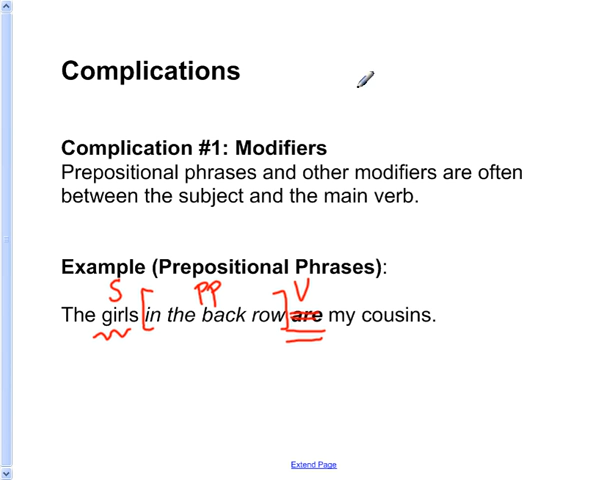 Complications
Complication #1: Modifiers
Prepositional phrases and other modifiers are often
between the subject and the main verb.
Example (Prepositional Phrases):
S PP V
The girls [in the back row] are my cousins.
Extend Page